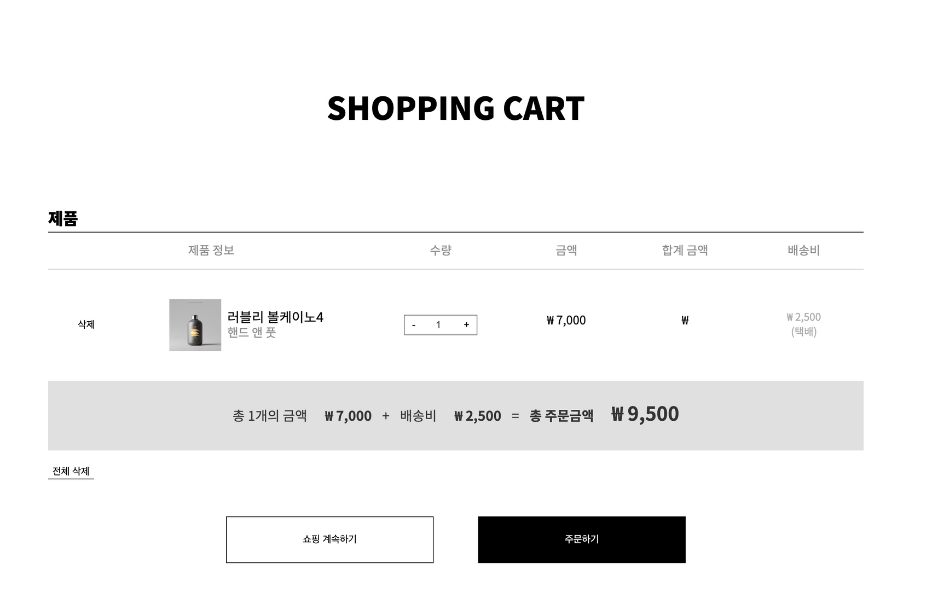 SHOPPING CART
제품
제품 정보 수량 금액 합계 금액 배송비
러블리 볼케이노4
삭제 핸드 앤 풋 - 1 + ₩ 7,000 ₩ ₩ 2,500
(택배)
총 1개의 금액 ₩ 7,000 + 배송비 ₩ 2,500 = 총 주문금액 ₩ 9,500
전체 삭제
쇼핑 계속하기 주문하기